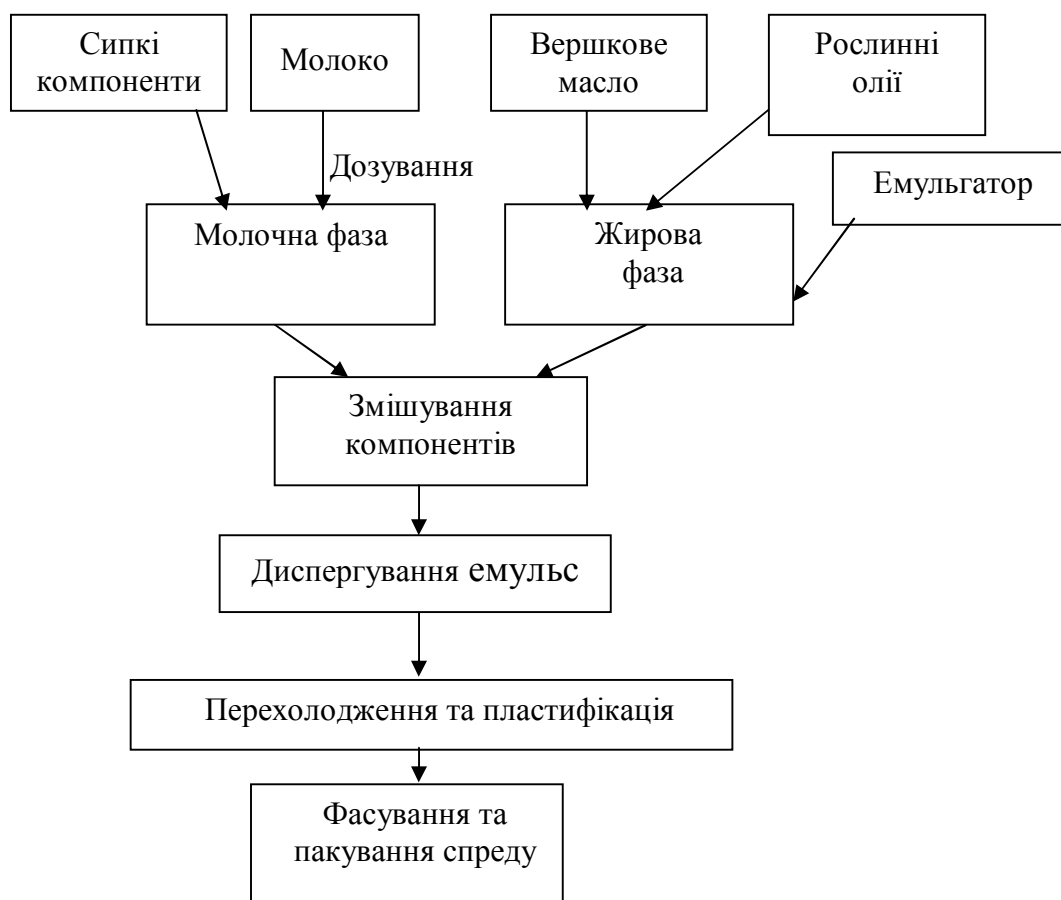 Сипкі
компоненти
Молоко
Вершкове
масло
Рослинні
олії
Дозування
Емульгатор
Молочна фаза
Жирова
фаза
Змішування
компонентів
Диспергування емульс
Перехолодження та пластифікація
Фасування та
пакування спреду